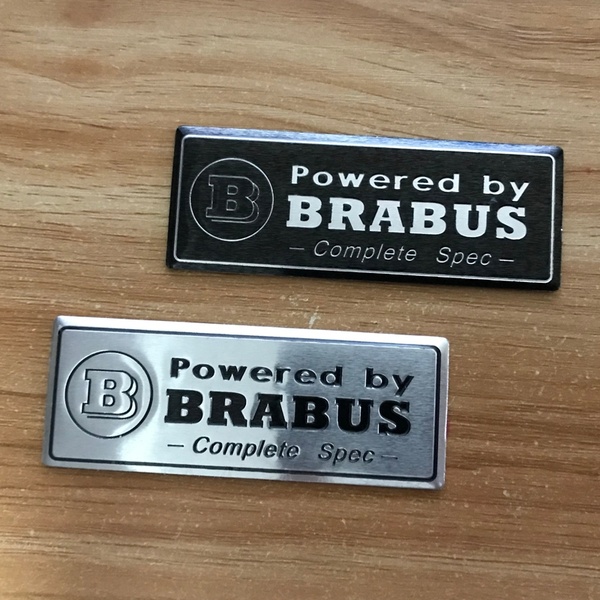 B
Powered by
BRABUS
– Complete Spec –
B
Powered by
BRABUS
– Complete Spec –